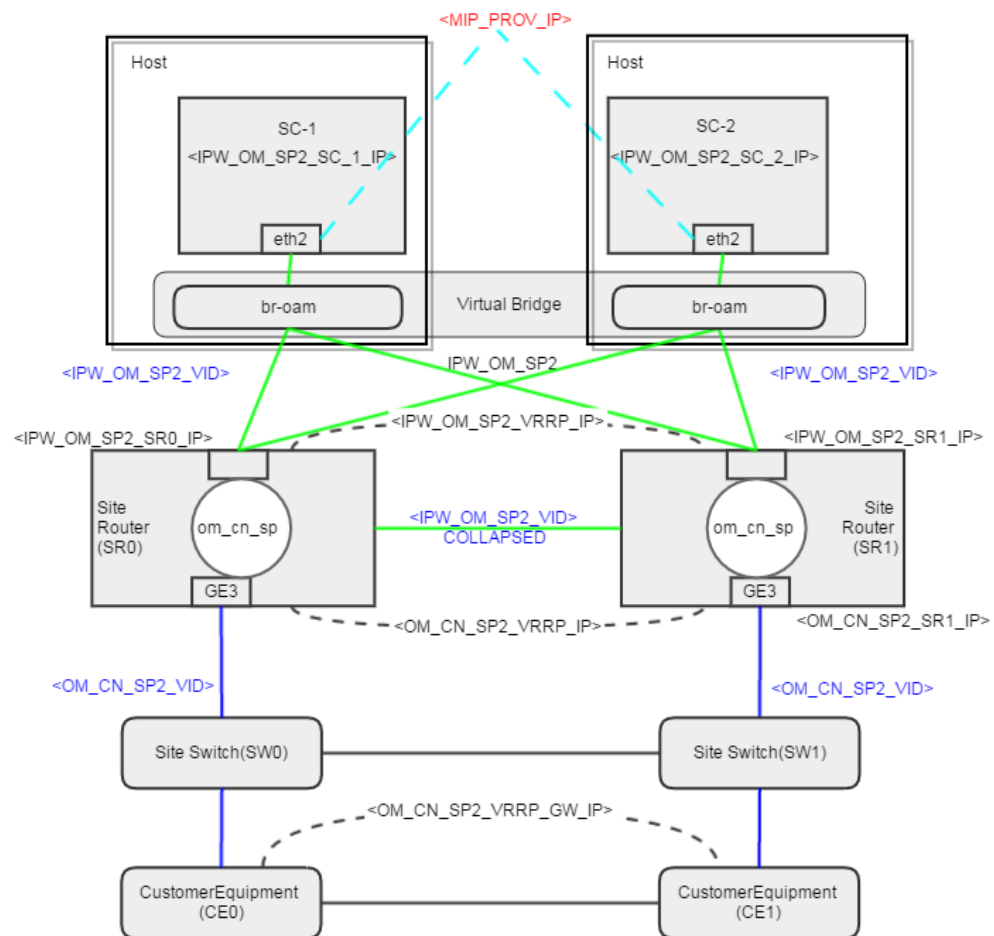 <MIP_PROV_IP>
Host
Host
SC-1
<IPW_OM_SP2_SC_1_IP>
SC-2
<IPW_OM_SP2_SC_2_IP>
eth2
eth2
br-oam
Virtual Bridge
br-oam
<IPW_OM_SP2_VID>
IPW_OM_SP2
<IPW_OM_SP2_VID>
<IPW_OM_SP2_SR0_IP>
<IPW_OM_SP2_VRRP_IP>
<IPW_OM_SP2_SR1_IP>
Site
Router
(SR0)
om_cn_sp
<IPW_OM_SP2_VID>
COLLAPSED
om_cn_sp
Site
Router
(SR1)
GE3
GE3
<OM_CN_SP2_VRRP_IP>
<OM_CN_SP2_SR1_IP>
<OM_CN_SP2_VID>
<OM_CN_SP2_VID>
Site Switch(SW0)
Site Switch(SW1)
<OM_CN_SP2_VRRP_GW_IP>
CustomerEquipment
(CE0)
CustomerEquipment
(CE1)